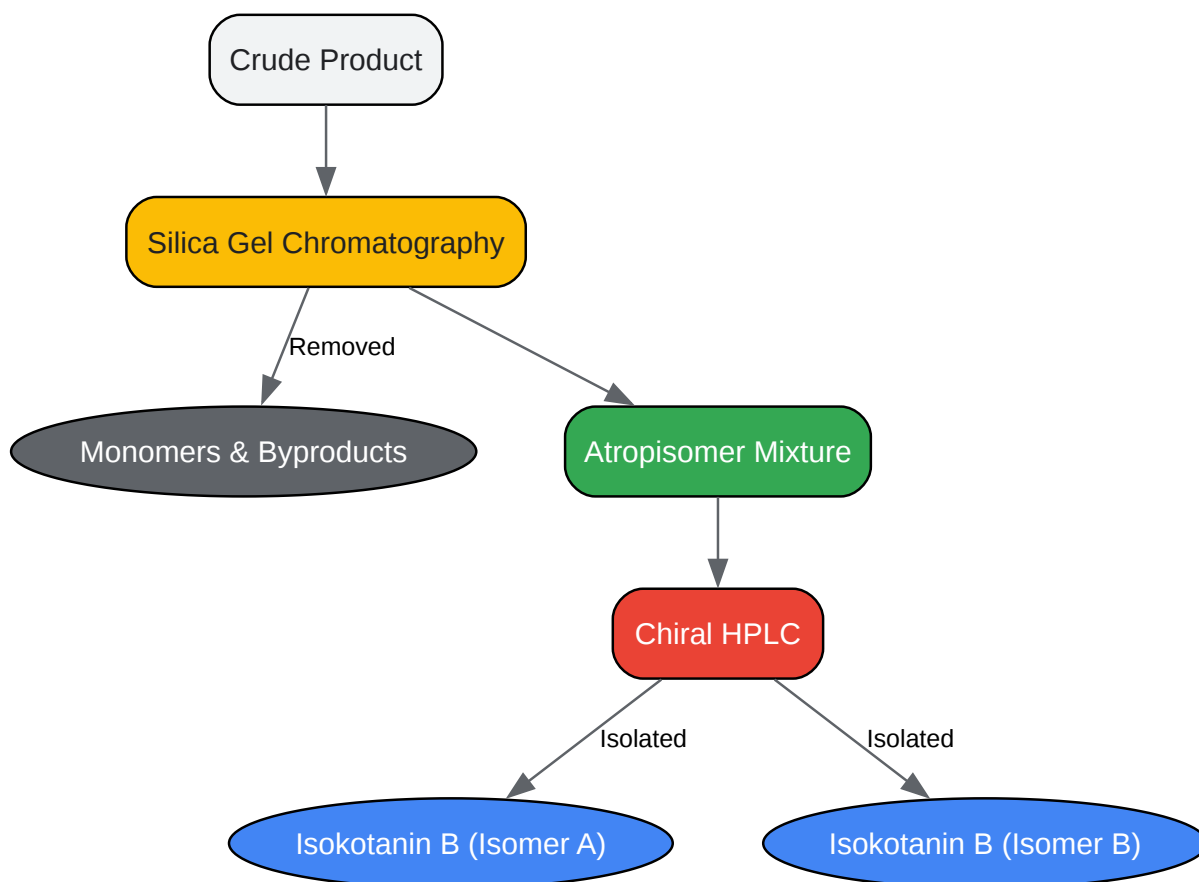 Crude Product
Silica Gel Chromatography
Removed
Monomers & Byproducts
Atropisomer Mixture
Chiral HPLC
Isolated
Isolated
Isokotanin B (Isomer A)
Isokotanin B (Isomer B)